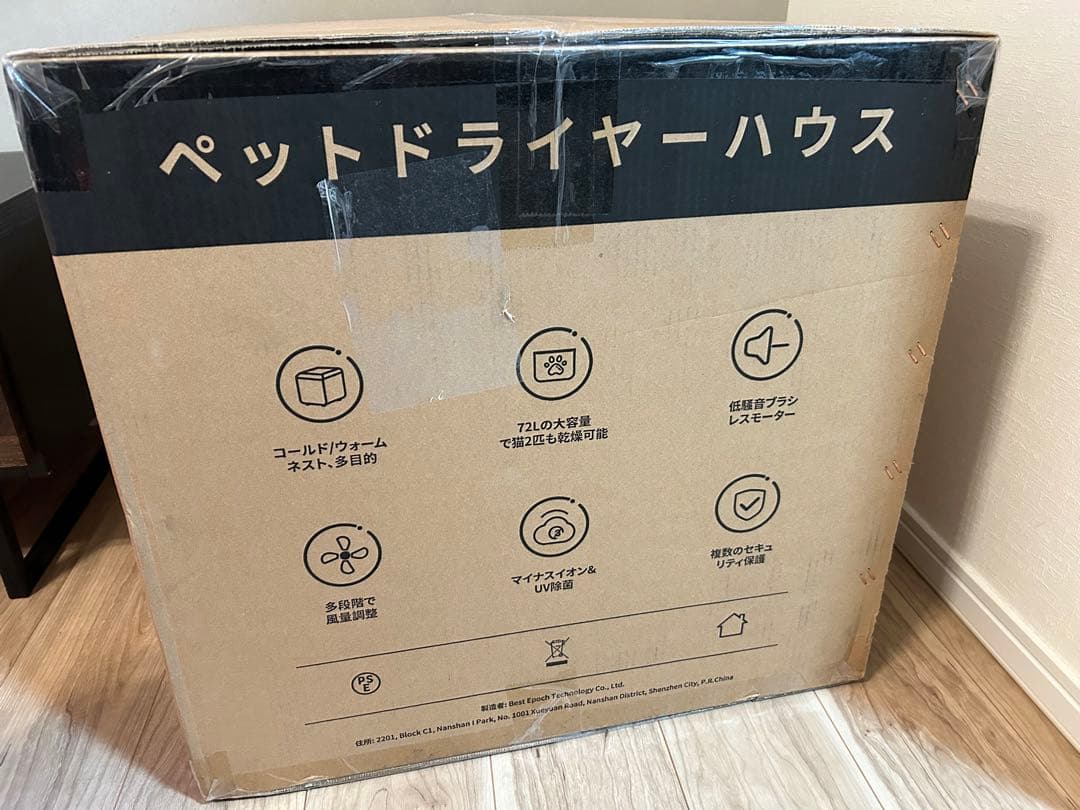 ペットドライヤーハウス
コールド/ウォーム
ネスト、多目的
72Lの大容量
で猫2匹も乾燥可能
低騒音ブラシ
レスモーター
多段階で
風量調整
マイナスイオン&
UV除菌
複数のセキュ
リティ保護
PS
E
製造者: Best Epoch Technology Co., Ltd.
住所: 2201, Block C1, Nanshan I Park, No. 1001 Xueyuan Road, Nanshan District, Shenzhen City, P.R.China